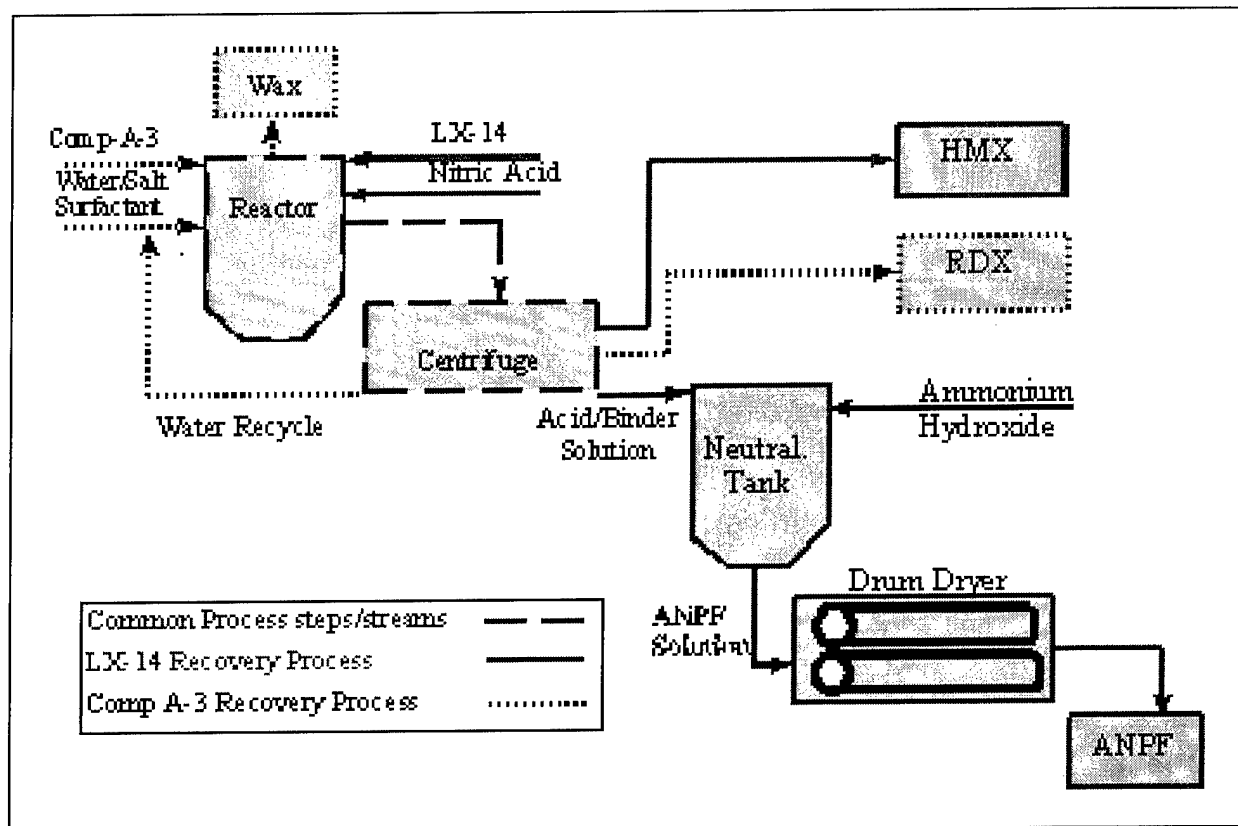 Wax
Comp-A-3
LX-14
HMX
Water/Salt
Nitric Acid
Surfactant
Reactor
RDX
Centrifuge
Ammonium
Water Recycle
Acid/Binder
Hydroxide
Solution
Neutral.
Tank
Drum Dryer
ANPF
Solution
Common Process steps/streams
LX-14 Recovery Process
Comp A-3 Recovery Process
ANPF